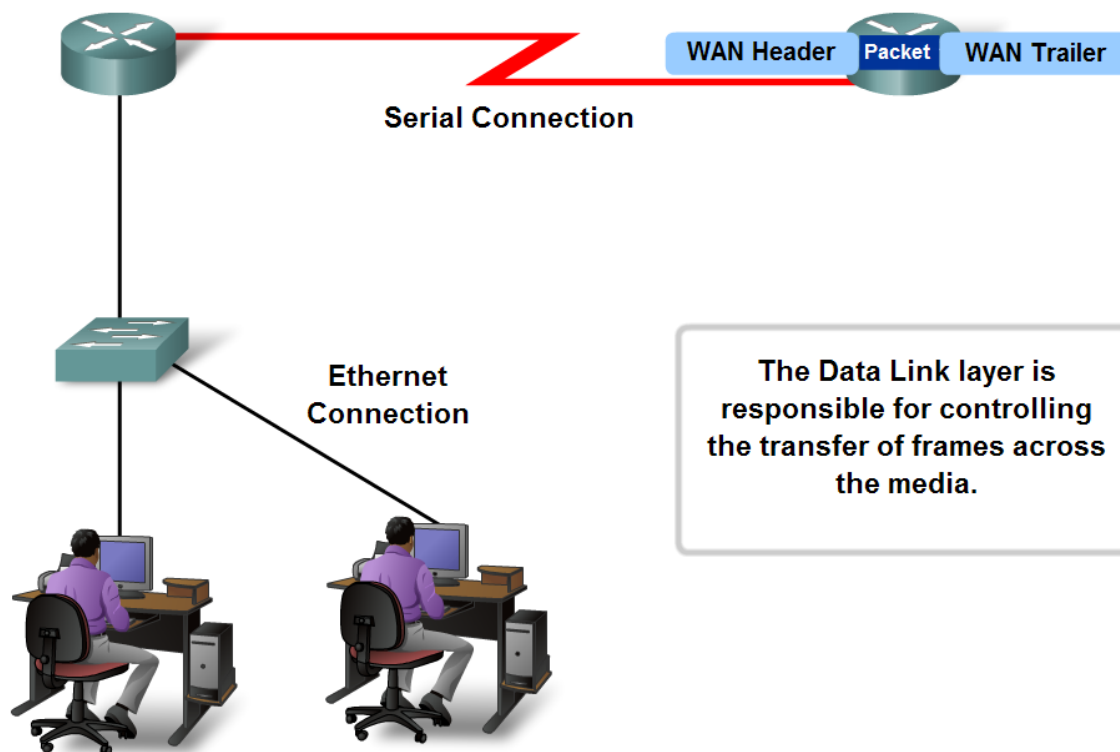 WAN Header
Packet
WAN Trailer
Serial Connection
Ethernet
Connection
The Data Link layer is
responsible for controlling
the transfer of frames across
the media.